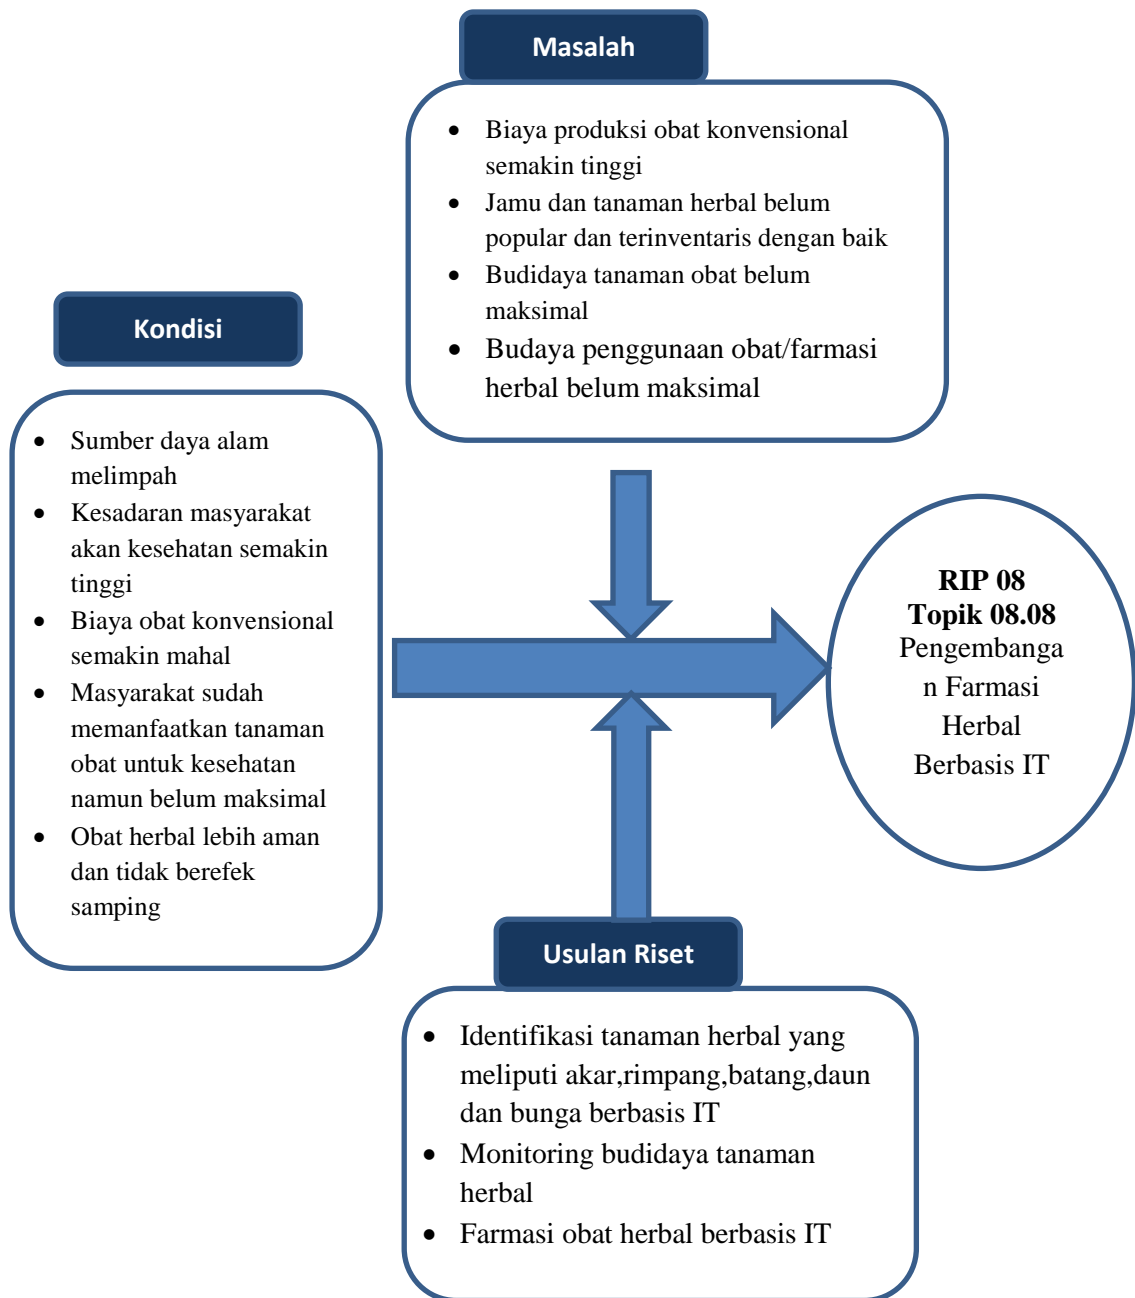 Masalah
• Biaya produksi obat konvensional
semakin tinggi
• Jamu dan tanaman herbal belum
popular dan terinventaris dengan baik
• Budidaya tanaman obat belum
maksimal
• Budaya penggunaan obat/farmasi
herbal belum maksimal
Kondisi
• Sumber daya alam
melimpah
• Kesadaran masyarakat
akan kesehatan semakin
tinggi
• Biaya obat konvensional
semakin mahal
• Masyarakat sudah
memanfaatkan tanaman
obat untuk kesehatan
namun belum maksimal
• Obat herbal lebih aman
dan tidak berefek
samping
RIP 08
Topik 08.08
Pengembanga
n Farmasi
Herbal
Berbasis IT
Usulan Riset
• Identifikasi tanaman herbal yang
meliputi akar,rimpang,batang,daun
dan bunga berbasis IT
• Monitoring budidaya tanaman
herbal
• Farmasi obat herbal berbasis IT